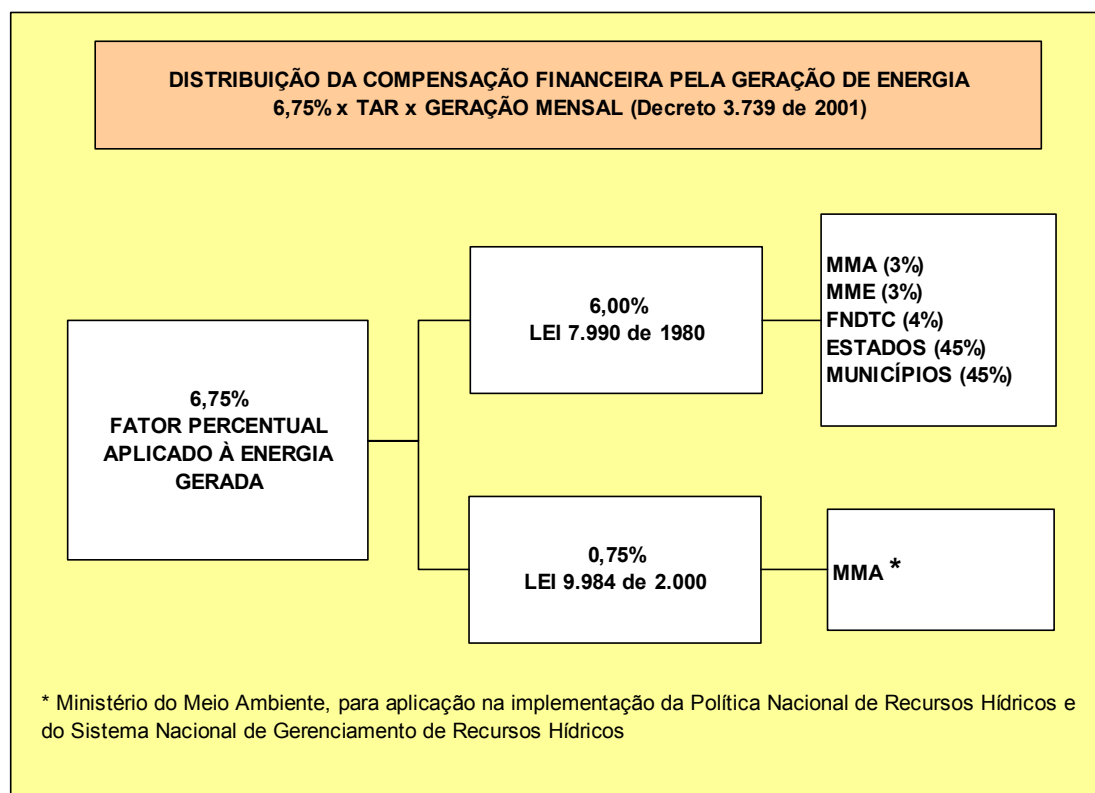 DISTRIBUIÇÃO DA COMPENSAÇÃO FINANCEIRA PELA GERAÇÃO DE ENERGIA
6,75% x TAR x GERAÇÃO MENSAL (Decreto 3.739 de 2001)
6,75%
FATOR PERCENTUAL
APLICADO À ENERGIA
GERADA
6,00%
LEI 7.990 de 1980
MMA (3%)
MME (3%)
FNDTC (4%)
ESTADOS (45%)
MUNICÍPIOS (45%)
0,75%
LEI 9.984 de 2.000
MMA *
* Ministério do Meio Ambiente, para aplicação na implementação da Política Nacional de Recursos Hídricos e
do Sistema Nacional de Gerenciamento de Recursos Hídricos